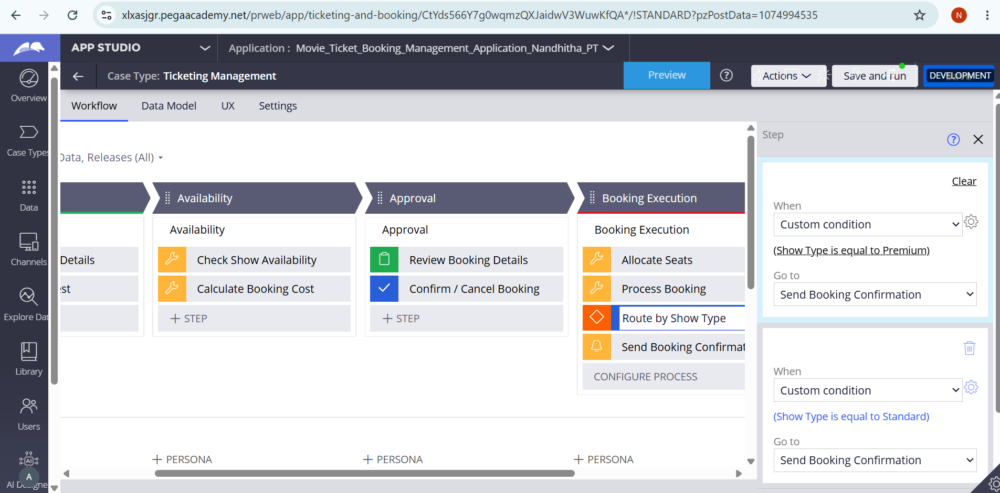 xlxasjgr.pegaacademy.net/prweb/app/ticketing-and-booking/CtYds566Y7g0wqmzQXJaidwV3WuwKfQA*/!STANDARD?pzPostData=1074994535
N
APP STUDIO
Application : Movie_Ticket_Booking_Management_Application_Nandhitha_PT
Case Type: Ticketing Management
Preview
?
Actions
Save and run
DEVELOPMENT
Overview
Case Types
Data
Channels
Explore Dat
Library
Users
AI
A
AI Designe
Workflow
Data Model
UX
Settings
Data, Releases (All)
Availability
Approval
Booking Execution
Details
est
Availability
Check Show Availability
Calculate Booking Cost
+ STEP
Approval
Review Booking Details
Confirm / Cancel Booking
+ STEP
Booking Execution
Allocate Seats
Process Booking
Route by Show Type
Send Booking Confirmat
CONFIGURE PROCESS
+ PERSONA
+ PERSONA
+ PERSONA
Step
?
Clear
When
Custom condition
(Show Type is equal to Premium)
Go to
Send Booking Confirmation
When
Custom condition
(Show Type is equal to Standard)
Go to
Send Booking Confirmation